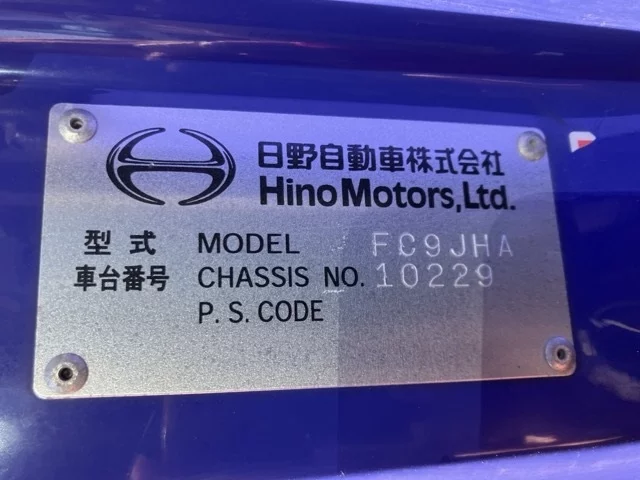 日野自動車株式会社
Hino Motors, Ltd.
型式 MODEL FC9JHA
車台番号 CHASSIS NO. 10229
P. S. CODE